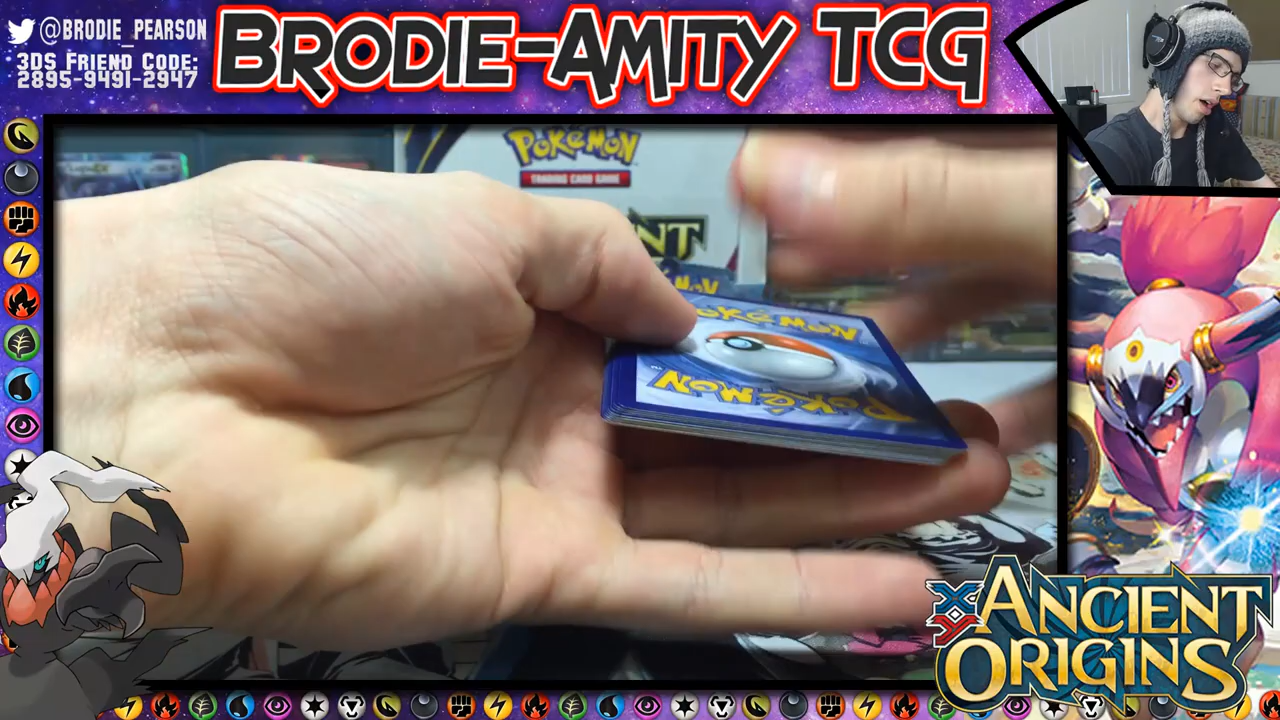 @BRODIE_PEARSON
3DS FRIEND CODE:
2895-9491-2947
BRODIE-AMITY TCG
POKéMON
TRADING CARD GAME
NT
POKéMON
POKéMON
XY
ANCIENT
ORIGINS